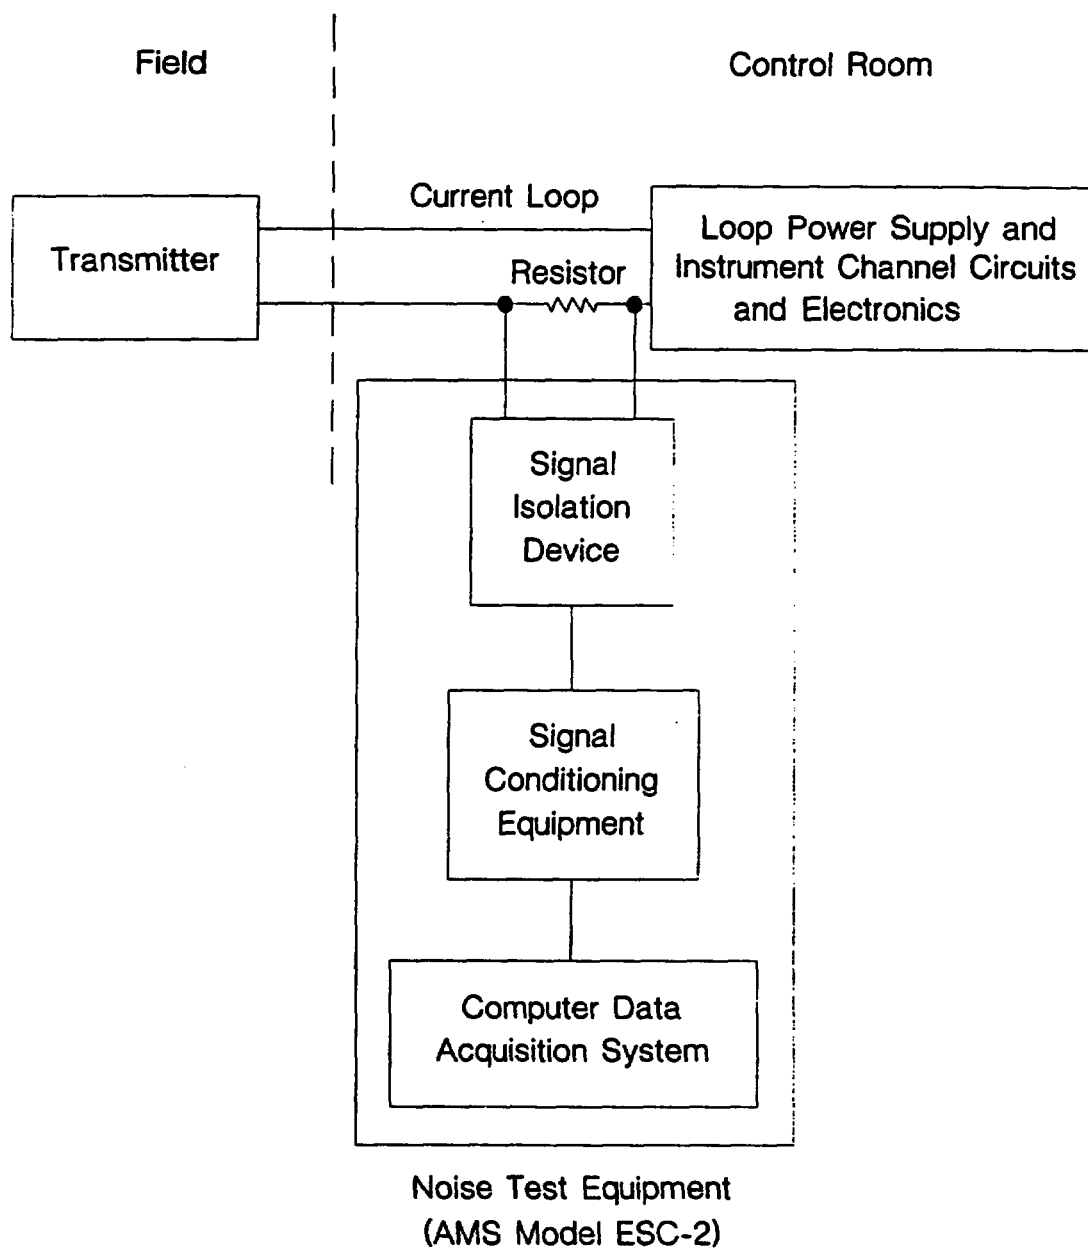 Field
Control Room
Current Loop
Transmitter
Loop Power Supply and
Instrument Channel Circuits
and Electronics
Resistor
Signal
Isolation
Device
Signal
Conditioning
Equipment
Computer Data
Acquisition System
Noise Test Equipment
(AMS Model ESC-2)